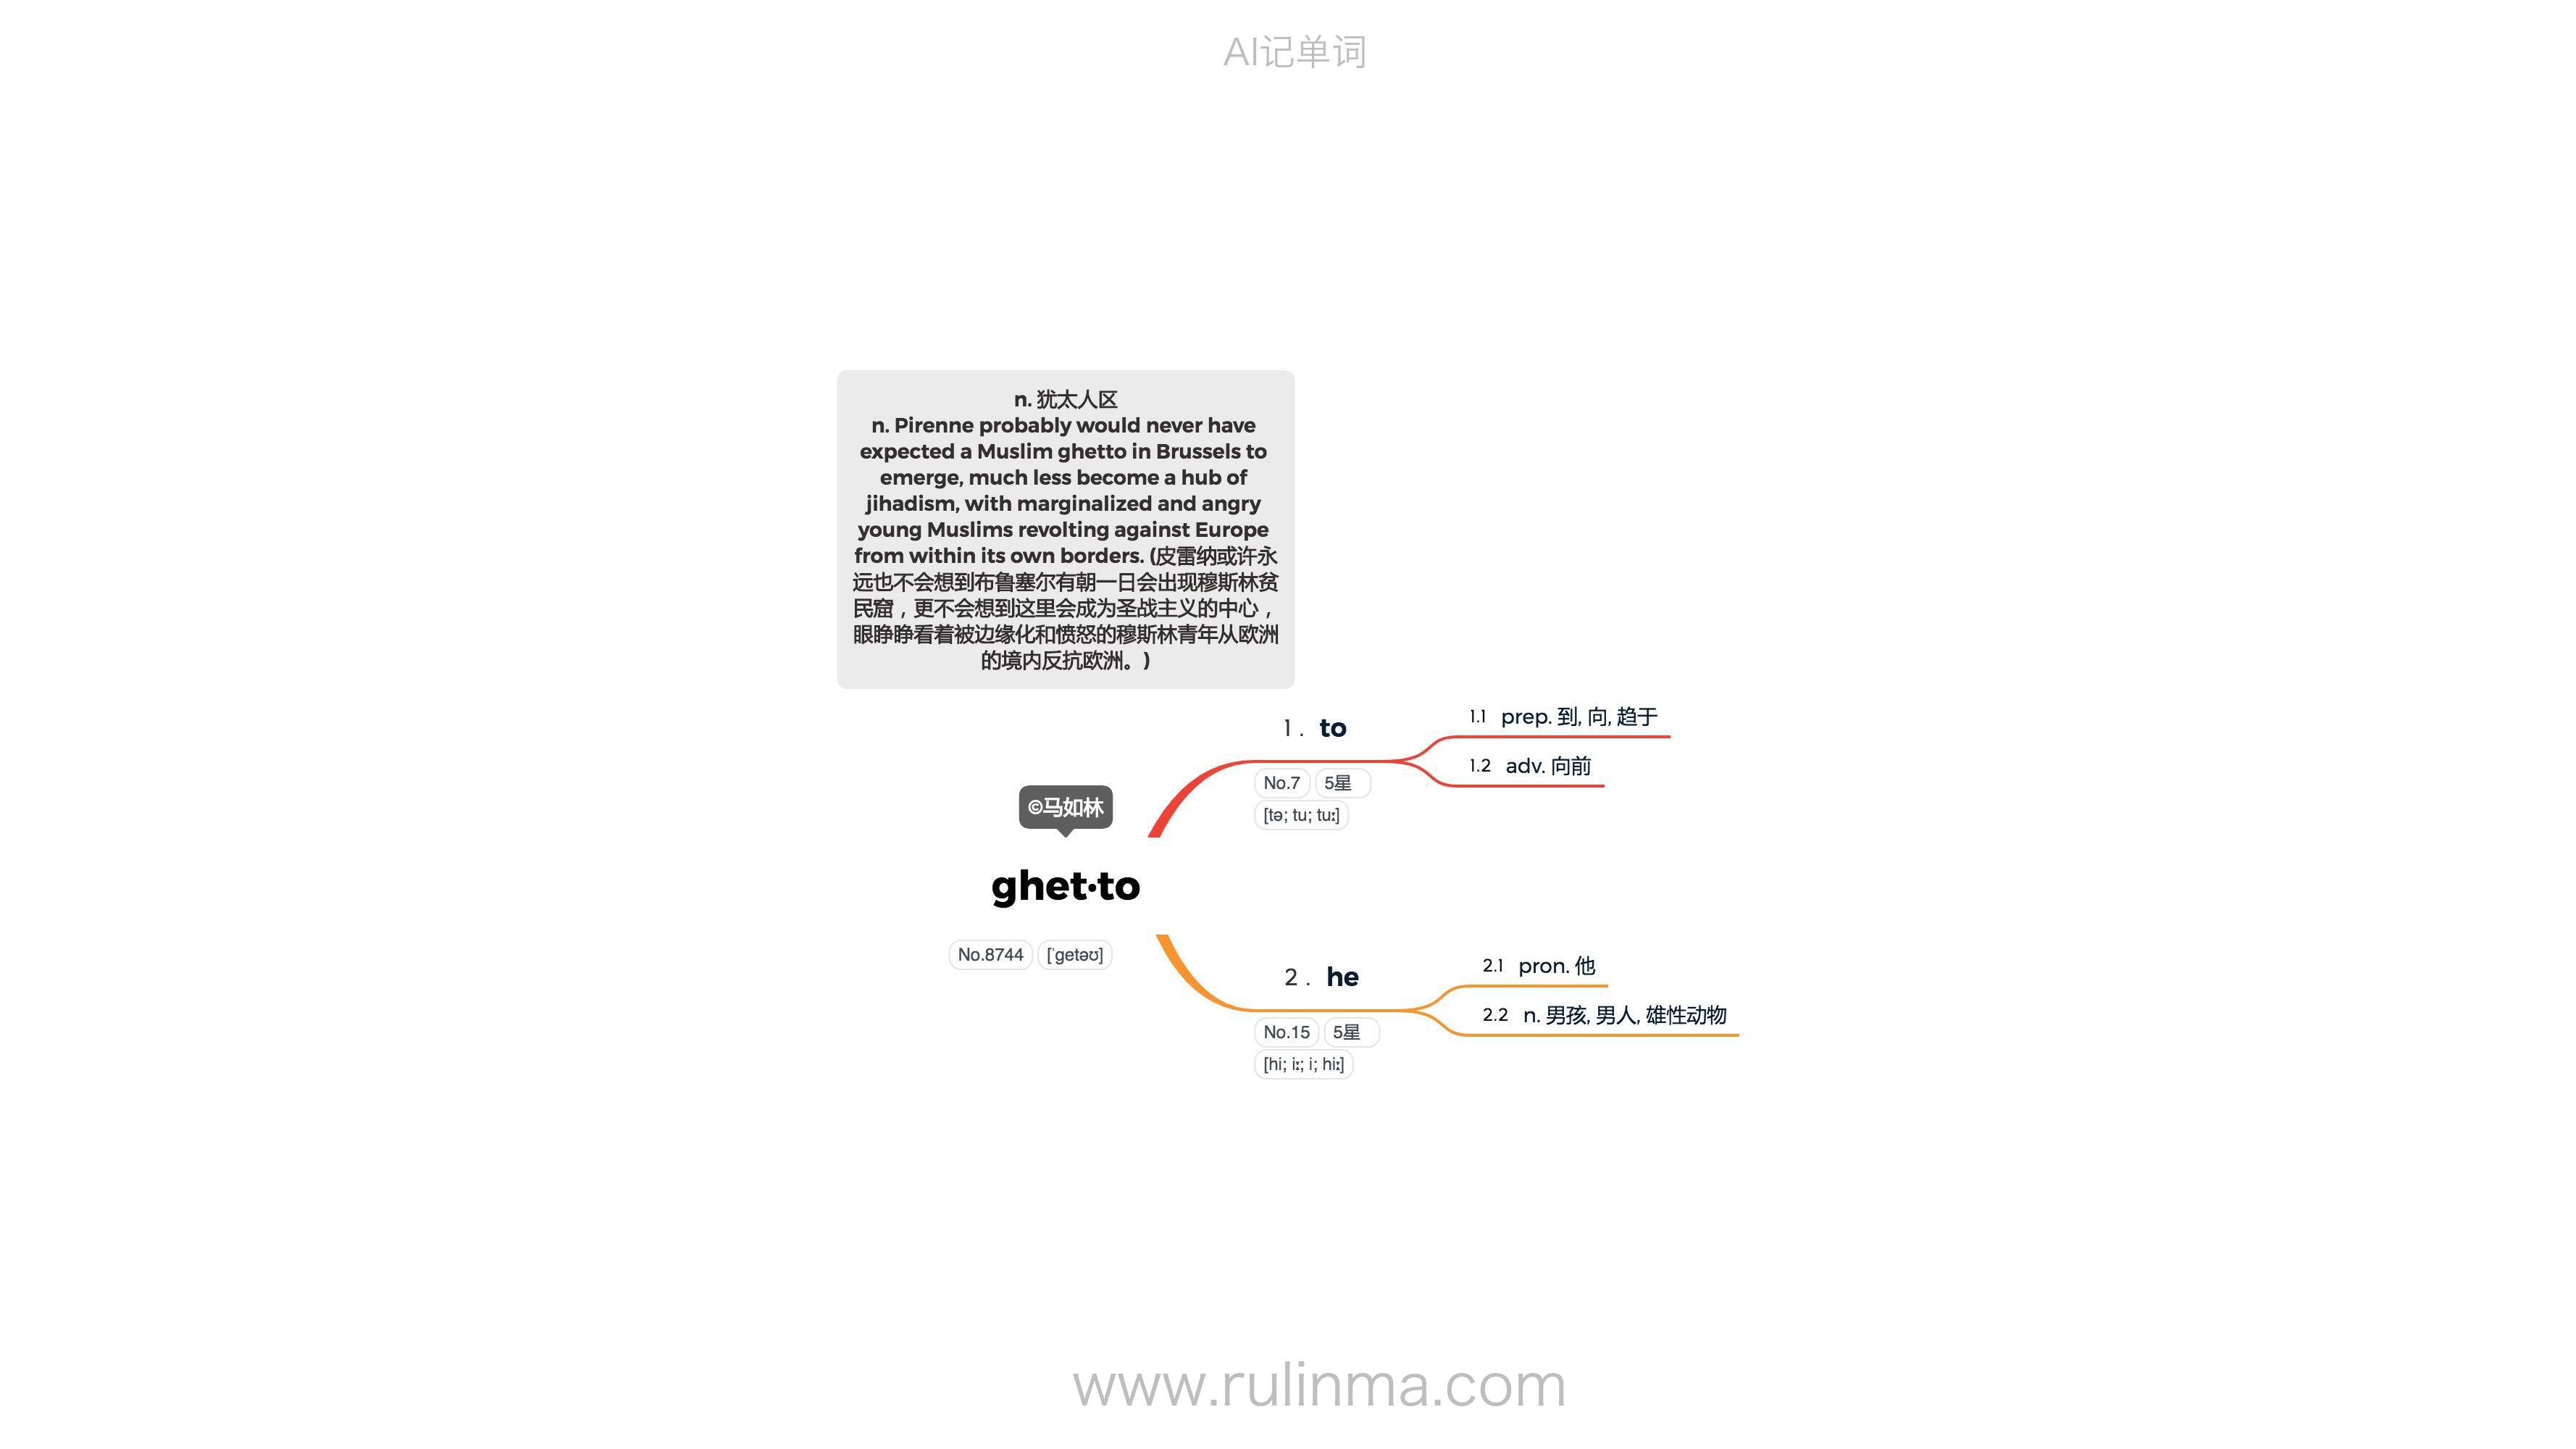 AI记单词
n. 犹太人区
n. Pirenne probably would never have
expected a Muslim ghetto in Brussels to
emerge, much less become a hub of
jihadism, with marginalized and angry
young Muslims revolting against Europe
from within its own borders. (皮雷纳或许永
远也不会想到布鲁塞尔有朝一日会出现穆斯林贫
民窟，更不会想到这里会成为圣战主义的中心，
眼睁睁看着被边缘化和愤怒的穆斯林青年从欧洲
的境内反抗欧洲。)
1. to
No.7 5星
[tə; tu; tuː]
1.1 prep. 到, 向, 趋于
1.2 adv. 向前
©马如林
ghet·to
No.8744 [ˈgetəʊ]
2. he
No.15 5星
[hi; iː; i; hiː]
2.1 pron. 他
2.2 n. 男孩, 男人, 雄性动物
www.rulinma.com